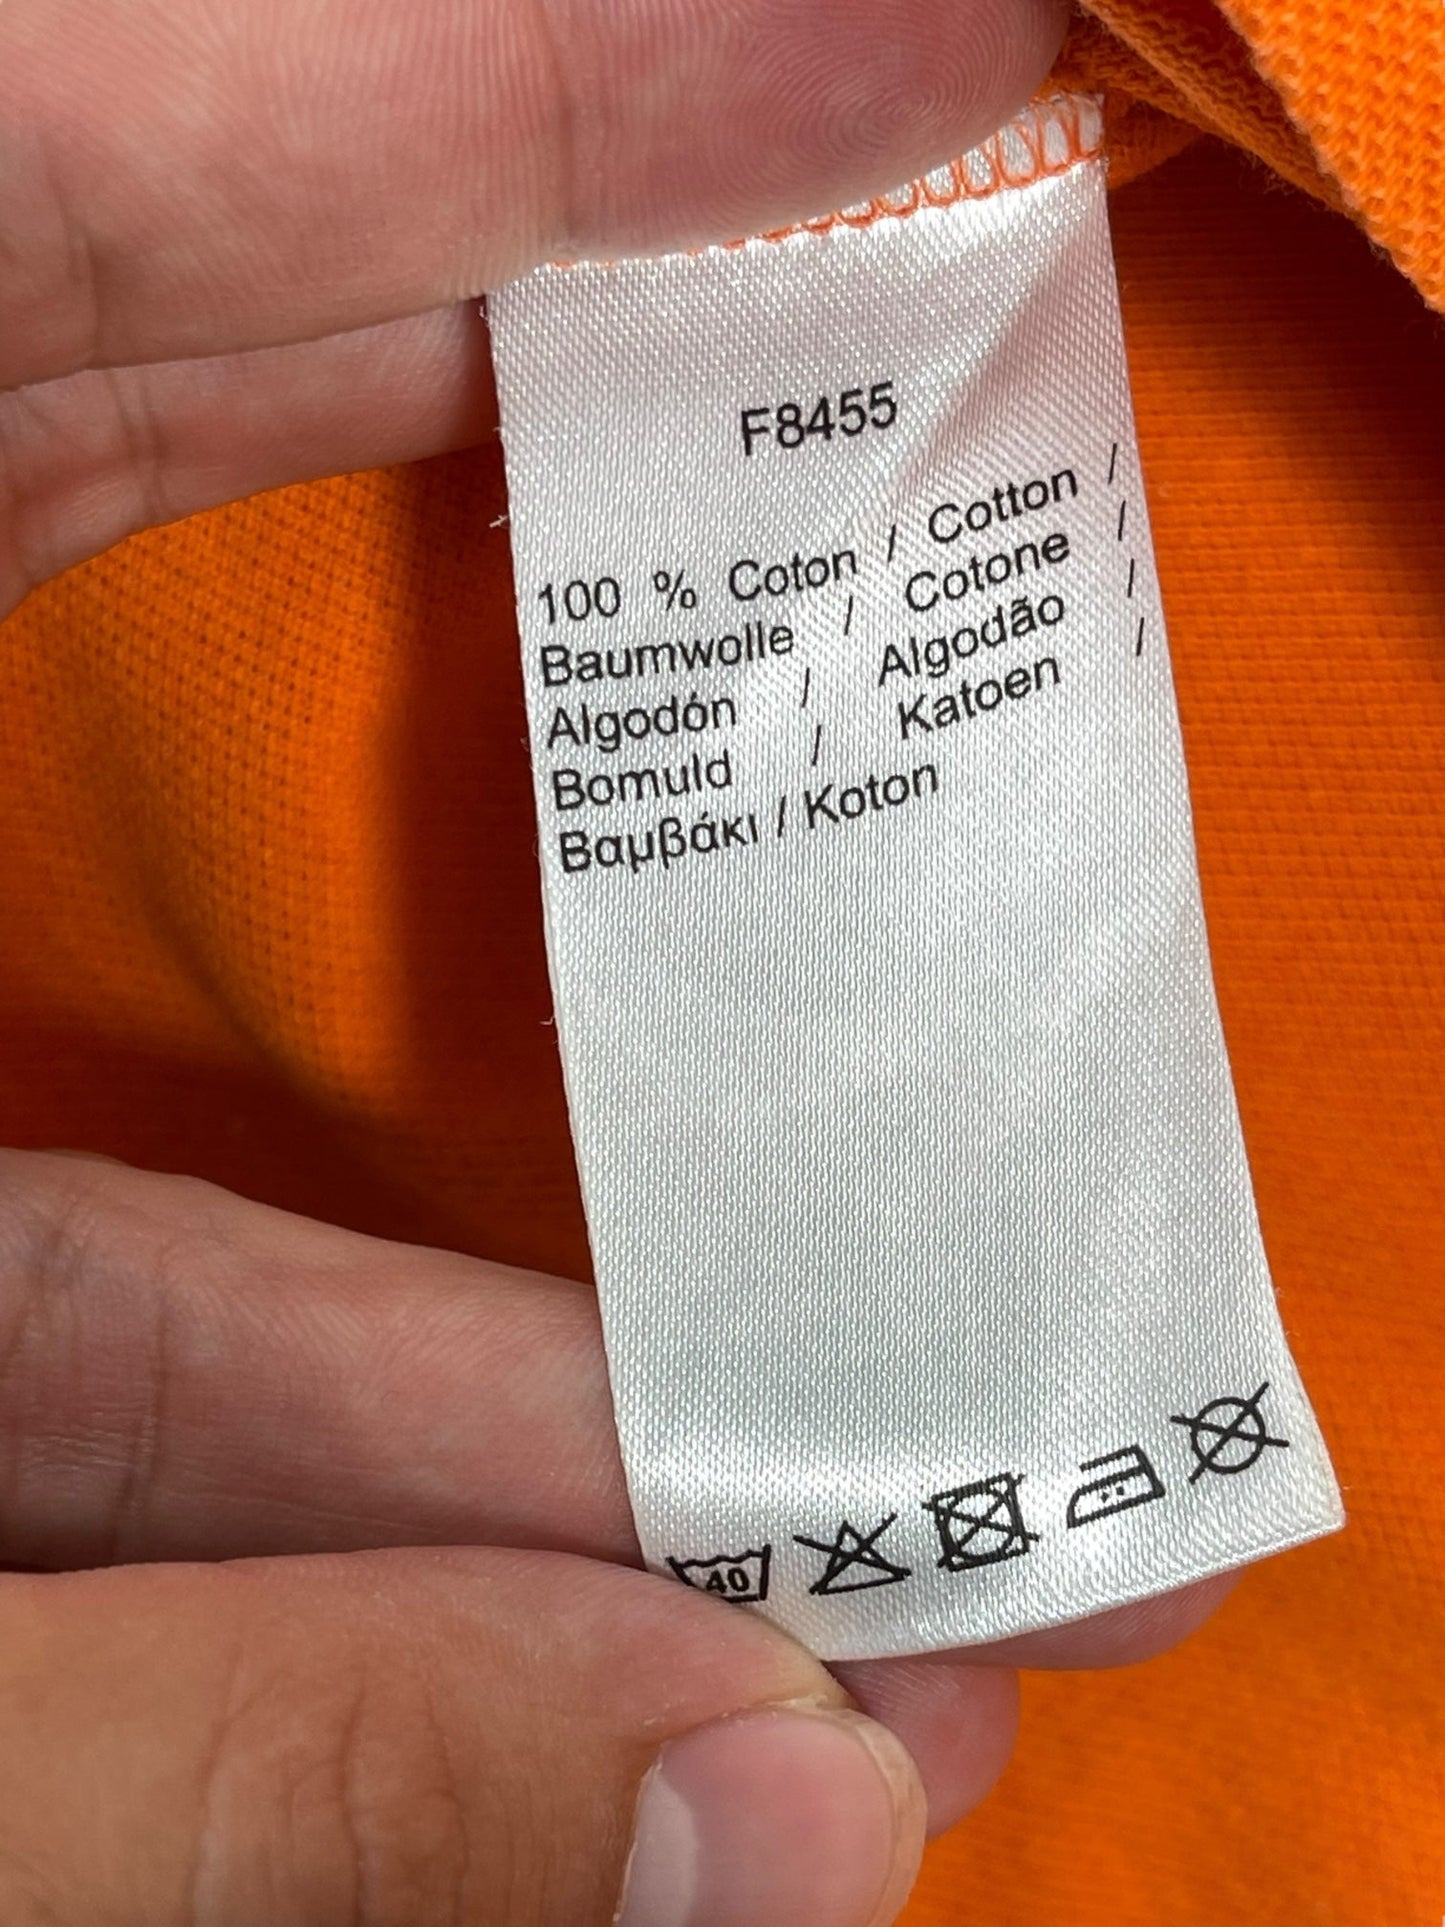 F8455
100 % Coton / Cotton /
Baumwolle / Cotone /
Algodón / Algodão /
Bomuld / Katoen /
Βαμβάκι / Koton
40